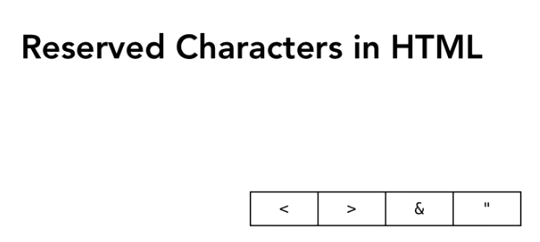 Reserved Characters in HTML
< > & "